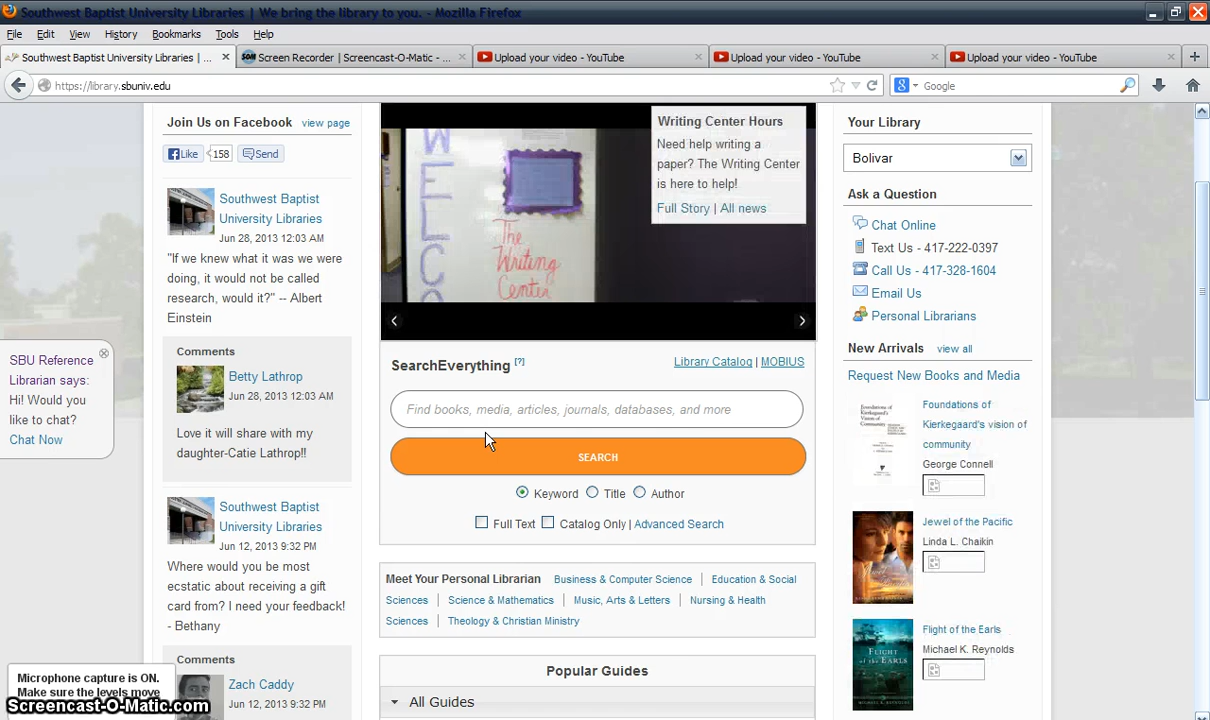 Southwest Baptist University Libraries | We bring the library to you. - Mozilla Firefox
File Edit View History Bookmarks Tools Help
Southwest Baptist University Libraries | ... × Screen Recorder | Screencast-O-Matic - ... × Upload your video - YouTube × Upload your video - YouTube × Upload your video - YouTube × +
https://library.sbuniv.edu
Google
Join Us on Facebook view page
Like 158 Send
Southwest Baptist
University Libraries
Jun 28, 2013 12:03 AM
"If we knew what it was we were
doing, it would not be called
research, would it?" -- Albert
Einstein
Comments
Betty Lathrop
Jun 28, 2013 12:03 AM
Love it will share with my
daughter-Catie Lathrop!!
Southwest Baptist
University Libraries
Jun 12, 2013 9:32 PM
Where would you be most
ecstatic about receiving a gift
card from? I need your feedback!
- Bethany
Comments
Zach Caddy
Jun 12, 2013 9:32 PM
SBU Reference
Librarian says:
Hi! Would you
like to chat?
Chat Now
Microphone capture is ON.
Make sure the levels move
Screencast-O-Matic.com
WELCO
The
Writing
Center
Writing Center Hours
Need help writing a
paper? The Writing Center
is here to help!
Full Story | All news
SearchEverything [?] Library Catalog | MOBIUS
Find books, media, articles, journals, databases, and more
SEARCH
Keyword Title Author
Full Text Catalog Only | Advanced Search
Meet Your Personal Librarian Business & Computer Science | Education & Social
Sciences | Science & Mathematics | Music, Arts & Letters | Nursing & Health
Sciences | Theology & Christian Ministry
Popular Guides
All Guides
Your Library
Bolivar
Ask a Question
Chat Online
Text Us - 417-222-0397
Call Us - 417-328-1604
Email Us
Personal Librarians
New Arrivals view all
Request New Books and Media
Foundations of
Kierkegaard's vision of
community
George Connell
Jewel of the Pacific
Linda L. Chaikin
Flight of the Earls
Michael K. Reynolds
FLIGHT
of the EARLS